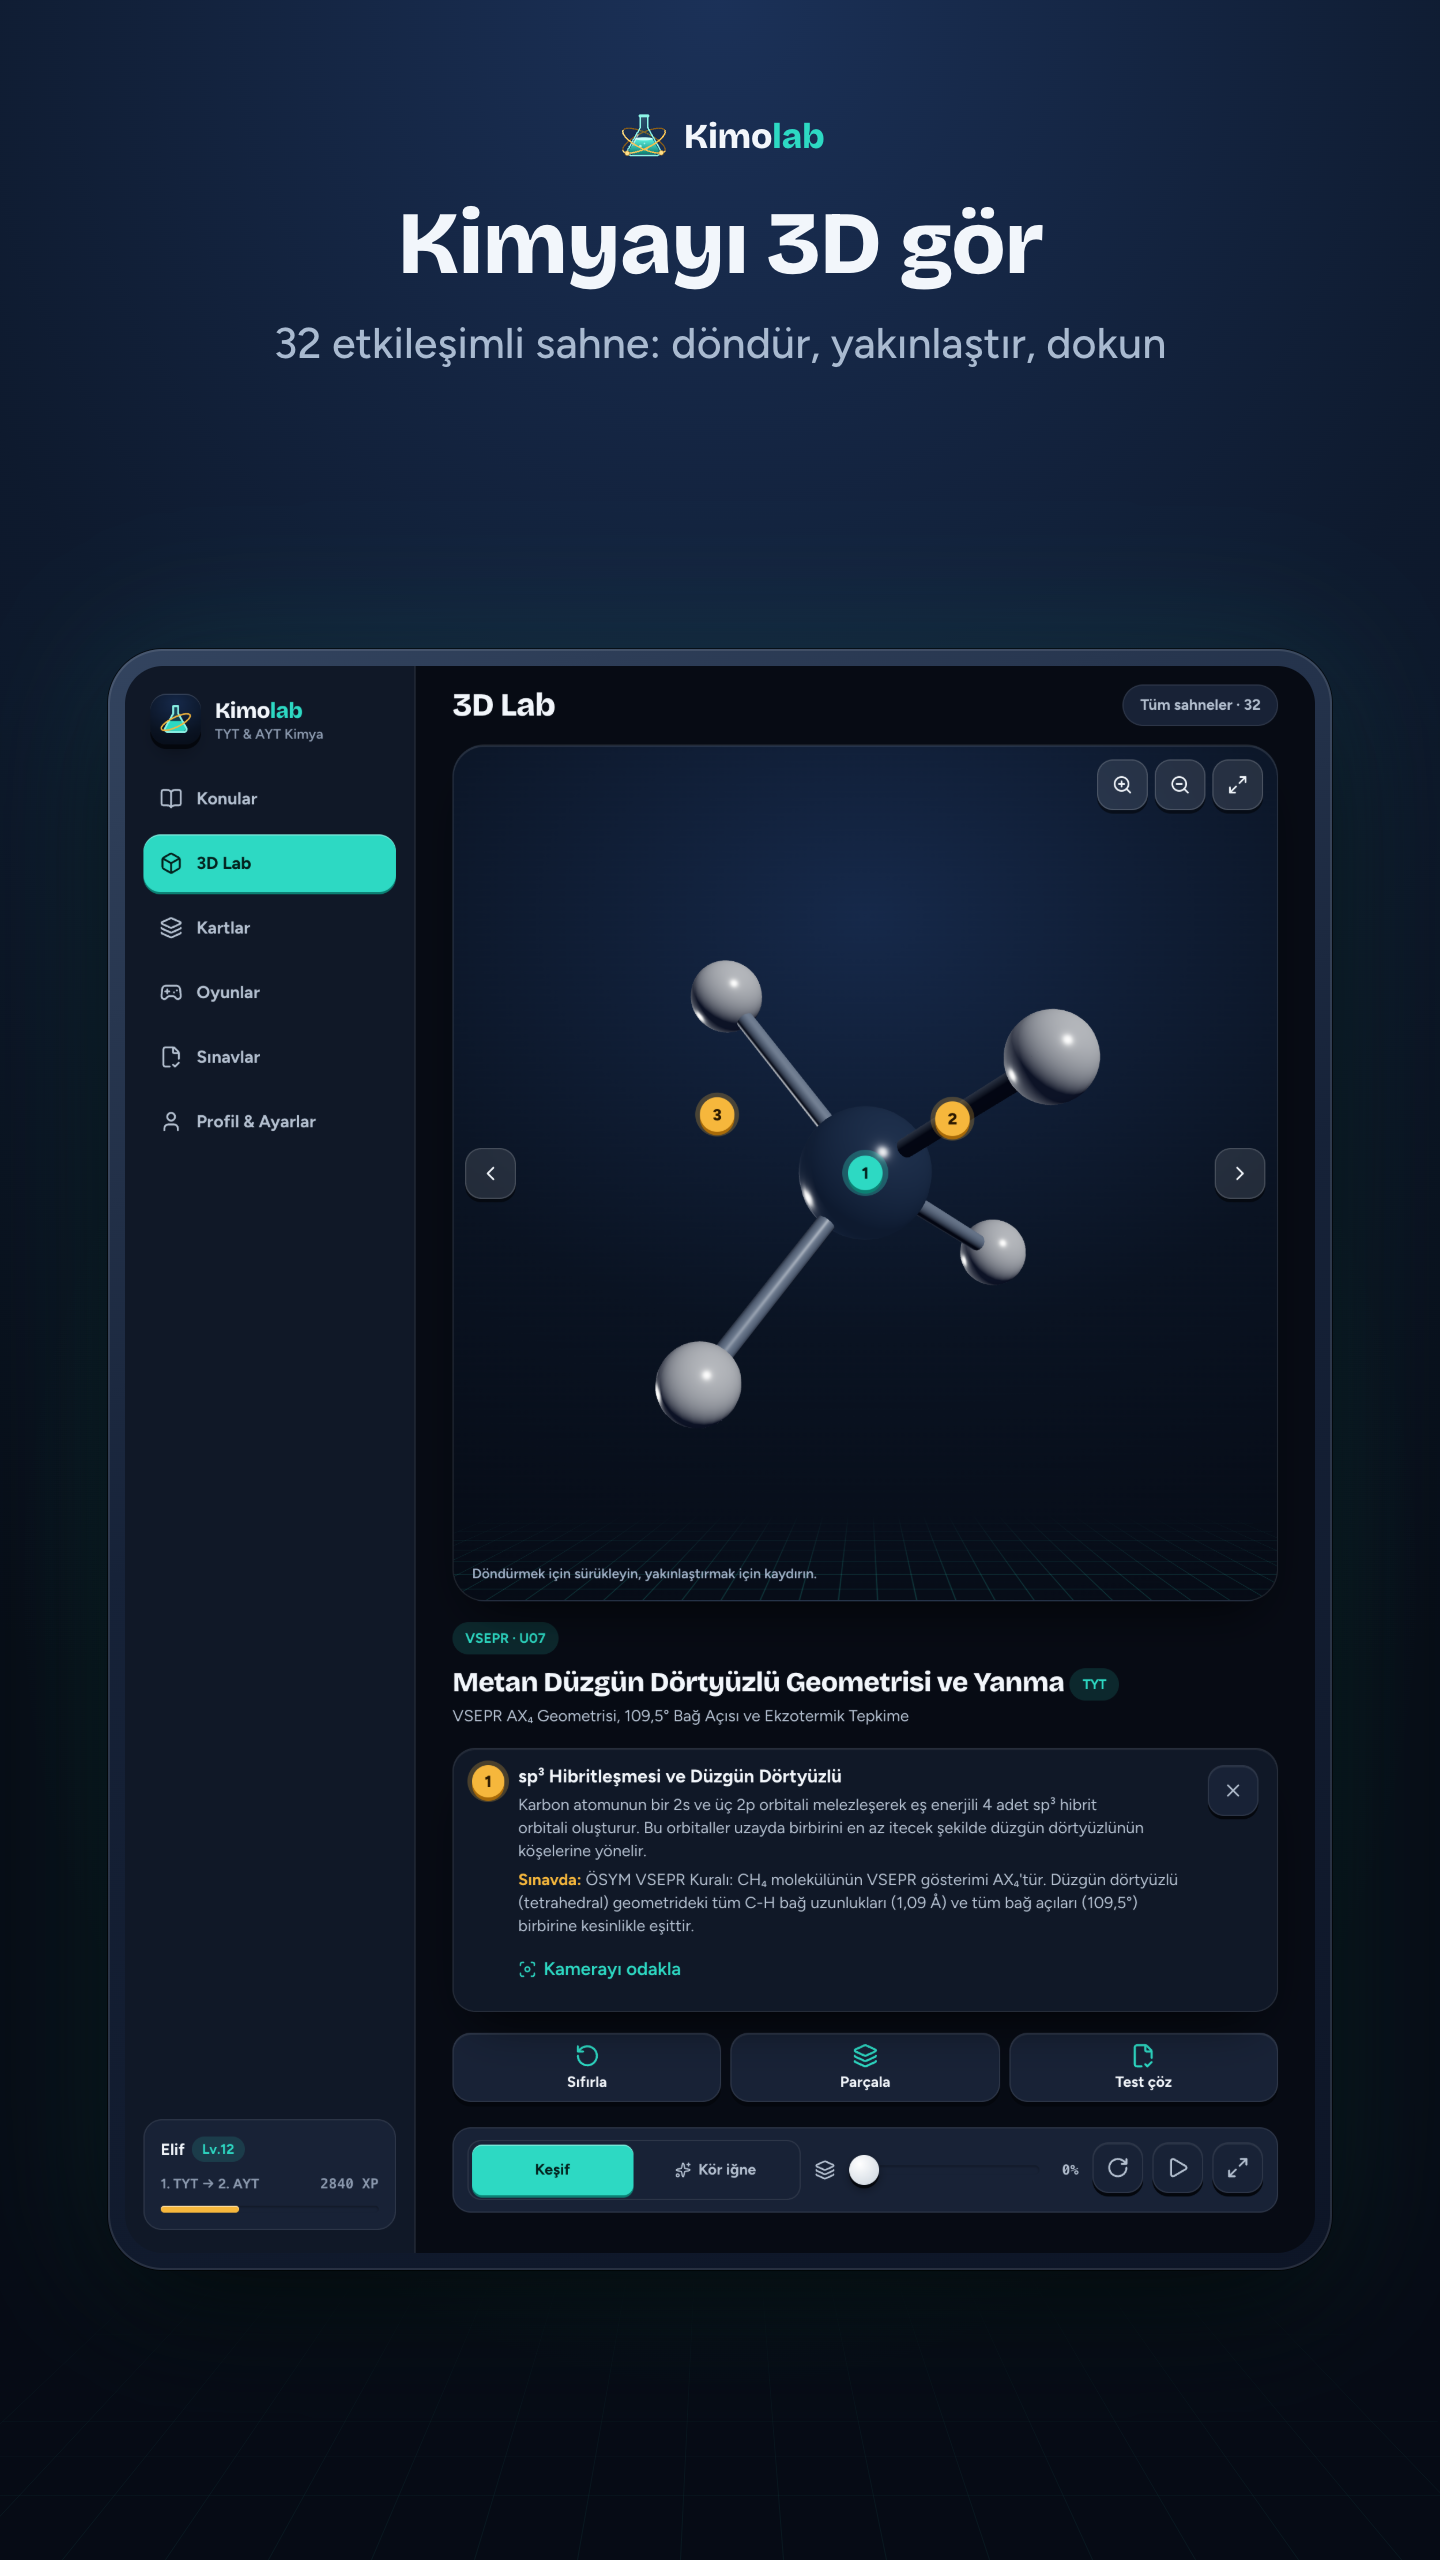 Kimolab
Kimyayı 3D gör
32 etkileşimli sahne: döndür, yakınlaştır, dokun
Kimolab
TYT & AYT Kimya
Konular
3D Lab
Kartlar
Oyunlar
Sınavlar
Profil & Ayarlar
Elif Lv.12
1. TYT → 2. AYT 2840 XP
3D Lab
Tüm sahneler · 32
3
2
1
Döndürmek için sürükleyin, yakınlaştırmak için kaydırın.
VSEPR · U07
Metan Düzgün Dörtyüzlü Geometrisi ve Yanma TYT
VSEPR AX₄ Geometrisi, 109,5° Bağ Açısı ve Ekzotermik Tepkime
1 sp³ Hibritleşmesi ve Düzgün Dörtyüzlü
Karbon atomunun bir 2s ve üç 2p orbitali melezleşerek eş enerjili 4 adet sp³ hibrit
orbitali oluşturur. Bu orbitaller uzayda birbirini en az itecek şekilde düzgün dörtyüzlünün
köşelerine yönelir.
Sınavda: ÖSYM VSEPR Kuralı: CH₄ molekülünün VSEPR gösterimi AX₄'tür. Düzgün dörtyüzlü
(tetrahedral) geometrideki tüm C-H bağ uzunlukları (1,09 Å) ve tüm bağ açıları (109,5°)
birbirine kesinlikle eşittir.
Kamerayı odakla
Sıfırla
Parçala
Test çöz
Keşif
Kör iğne
0%